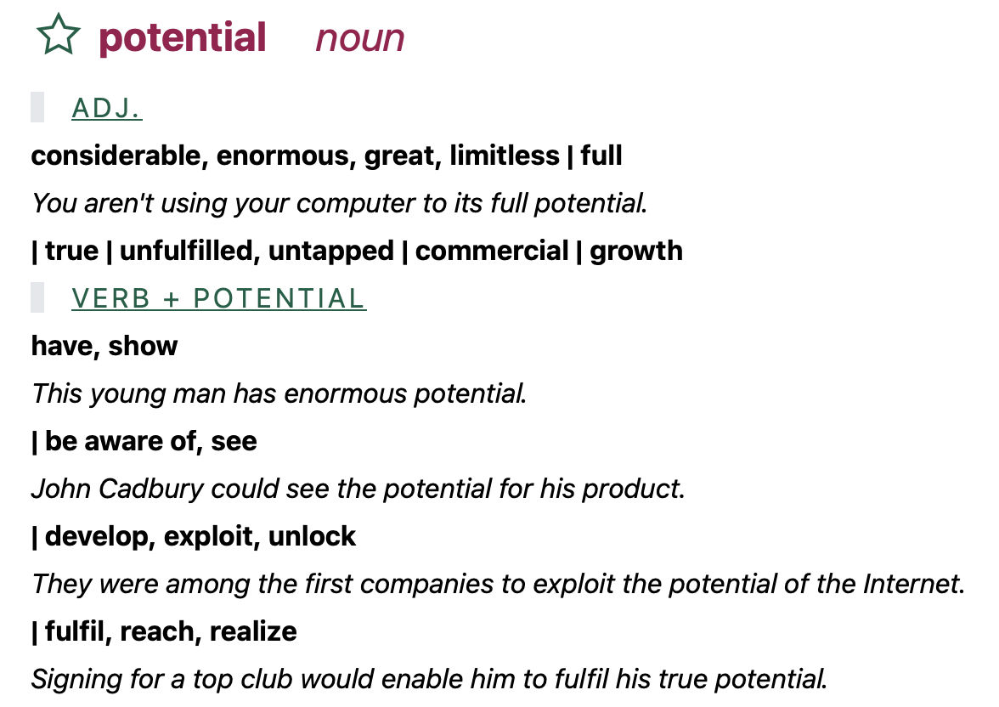 potential noun
ADJ.
considerable, enormous, great, limitless | full
You aren't using your computer to its full potential.
| true | unfulfilled, untapped | commercial | growth
VERB + POTENTIAL
have, show
This young man has enormous potential.
| be aware of, see
John Cadbury could see the potential for his product.
| develop, exploit, unlock
They were among the first companies to exploit the potential of the Internet.
| fulfil, reach, realize
Signing for a top club would enable him to fulfil his true potential.